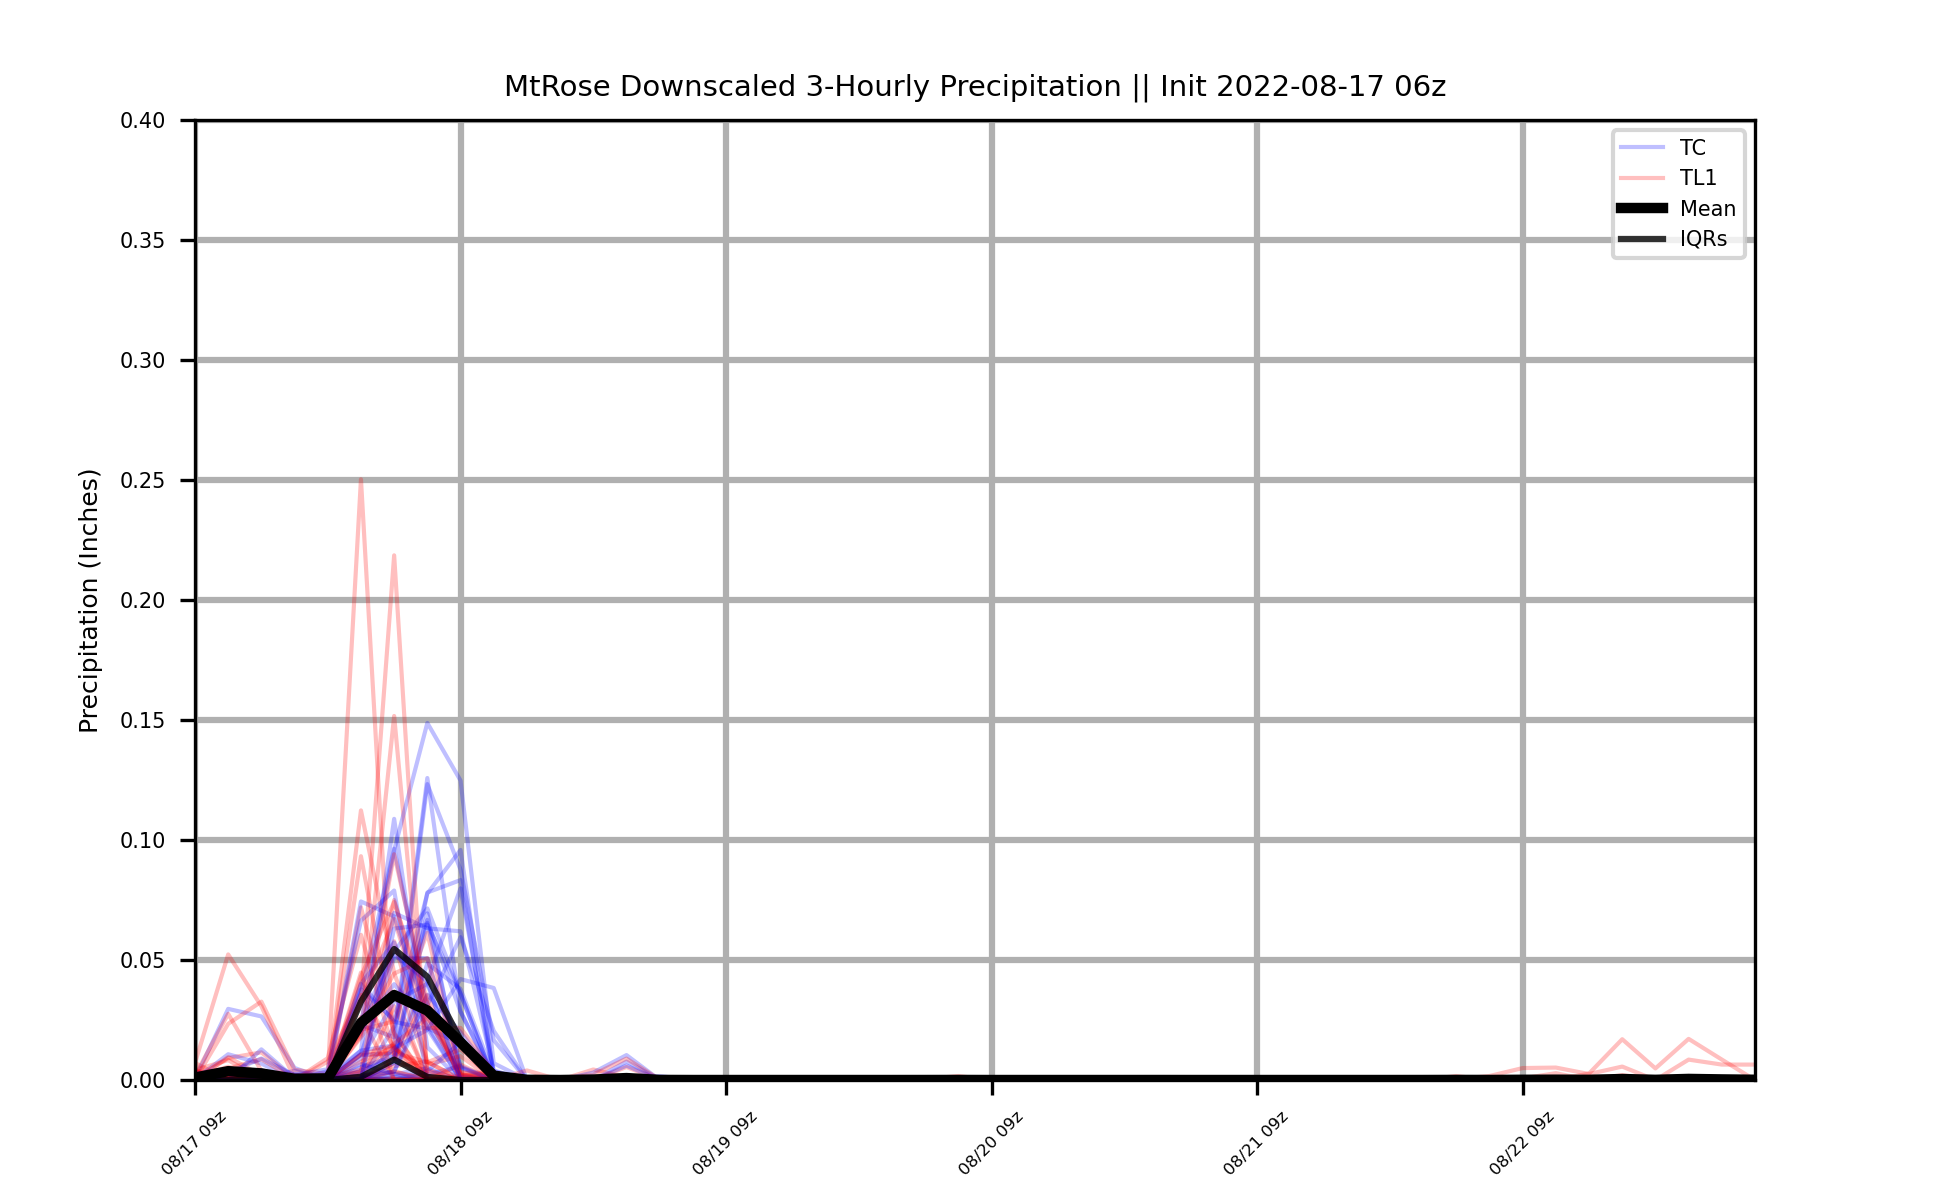 MtRose Downscaled 3-Hourly Precipitation || Init 2022-08-17 06z
TC
TL1
Mean
IQRs
Precipitation (Inches)
0.40
0.35
0.30
0.25
0.20
0.15
0.10
0.05
0.00
08/17 09z
08/18 09z
08/19 09z
08/20 09z
08/21 09z
08/22 09z